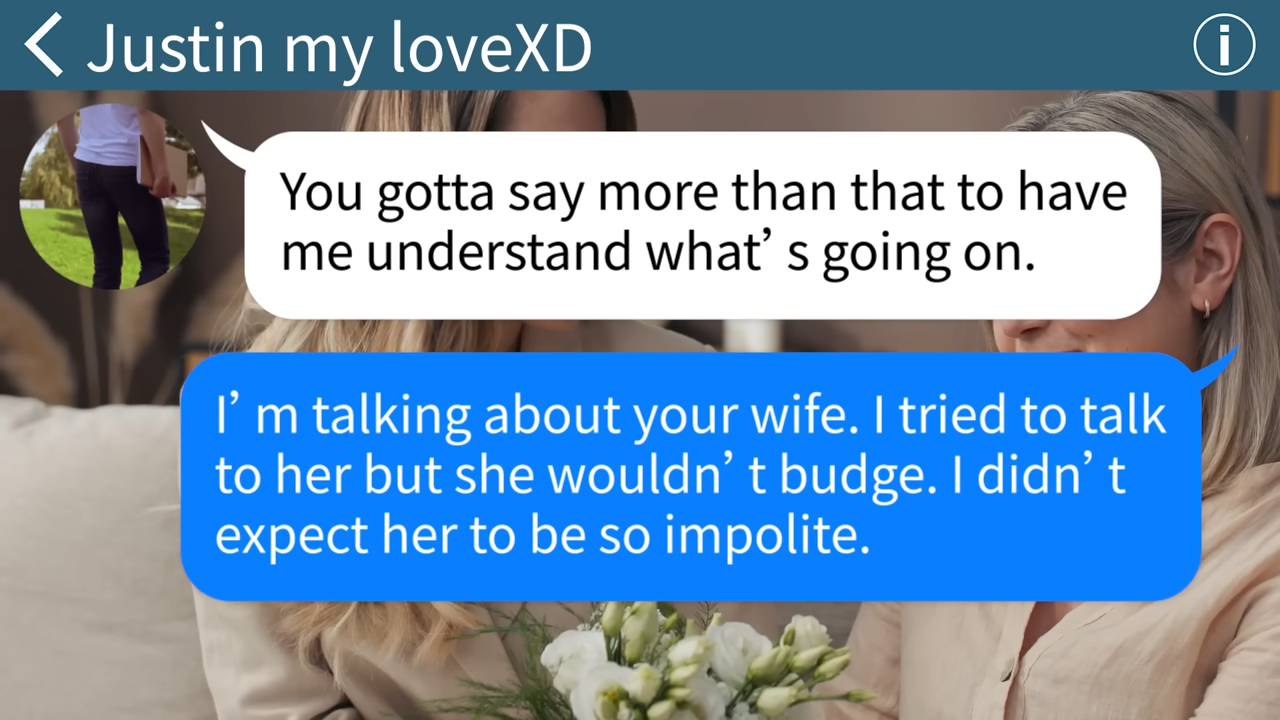 Justin my loveXD
You gotta say more than that to have
me understand what’s going on.
I’m talking about your wife. I tried to talk
to her but she wouldn’t budge. I didn’t
expect her to be so impolite.